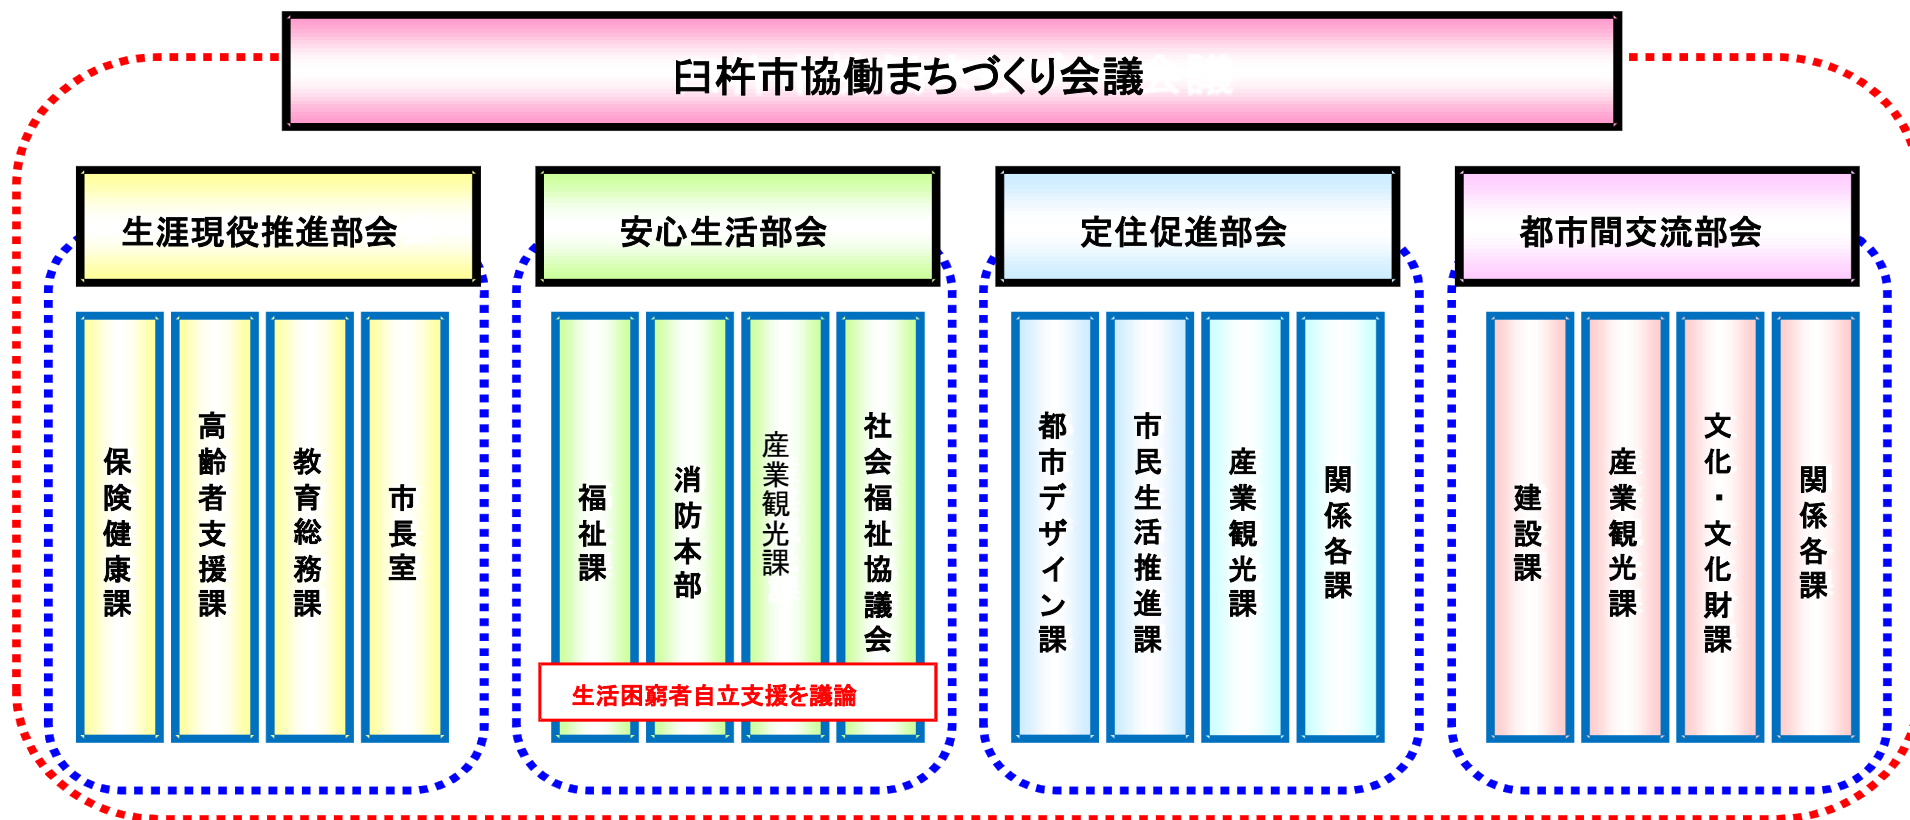 臼杵市協働まちづくり会議
生涯現役推進部会
安心生活部会
定住促進部会
都市間交流部会
保険健康課
高齢者支援課
教育総務課
市長室
福祉課
消防本部
産業観光課
社会福祉協議会
都市デザイン課
市民生活推進課
産業観光課
関係各課
建設課
産業観光課
文化・文化財課
関係各課
生活困窮者自立支援を議論